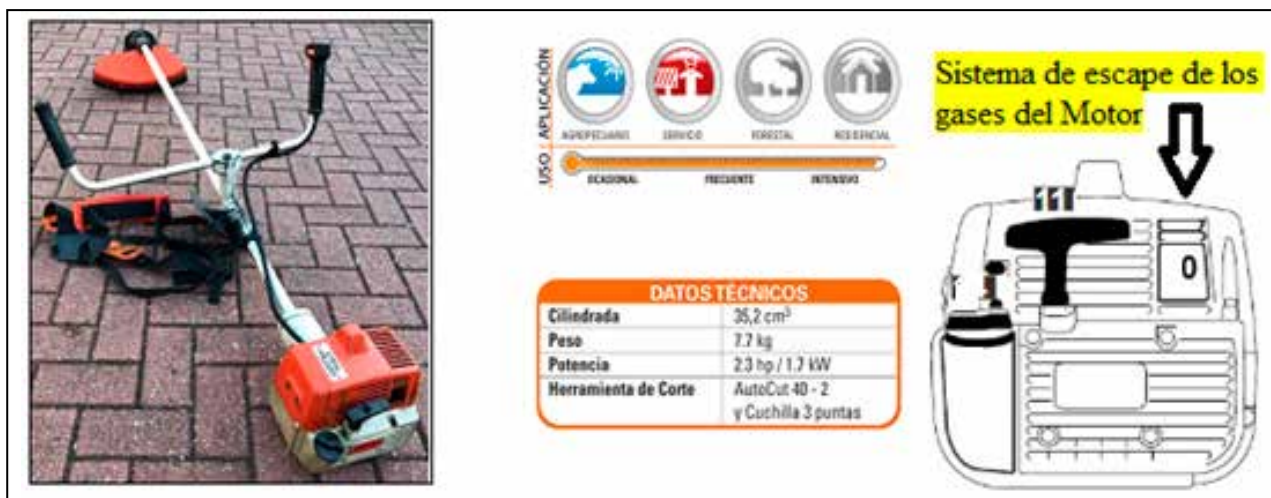 APLICACIÓN
USO
AGROPECUARIO
SERVICIO
FORESTAL
RESIDENCIAL
OCASIONAL
FRECUENTE
INTENSIVO
DATOS TÉCNICOS
Cilindrada 35,2 cm³
Peso 7.7 kg
Potencia 2.3 hp / 1.7 kW
Herramienta de Corte AutoCut 40 - 2
y Cuchilla 3 puntas
Sistema de escape de los
gases del Motor
0